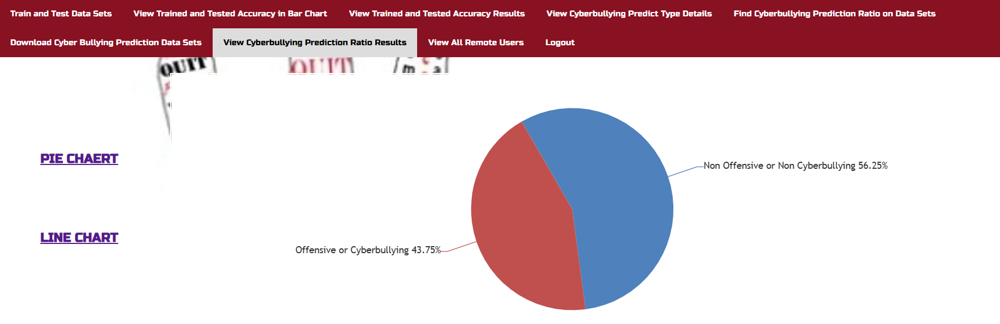 Train and Test Data Sets View Trained and Tested Accuracy in Bar Chart View Trained and Tested Accuracy Results View Cyberbullying Predict Type Details Find Cyberbullying Prediction Ratio on Data Sets
Download Cyber Bullying Prediction Data Sets View Cyberbullying Prediction Ratio Results View All Remote Users Logout
QUIT QUIT m a
PIE CHAERT
Non Offensive or Non Cyberbullying 56.25%
LINE CHART
Offensive or Cyberbullying 43.75%